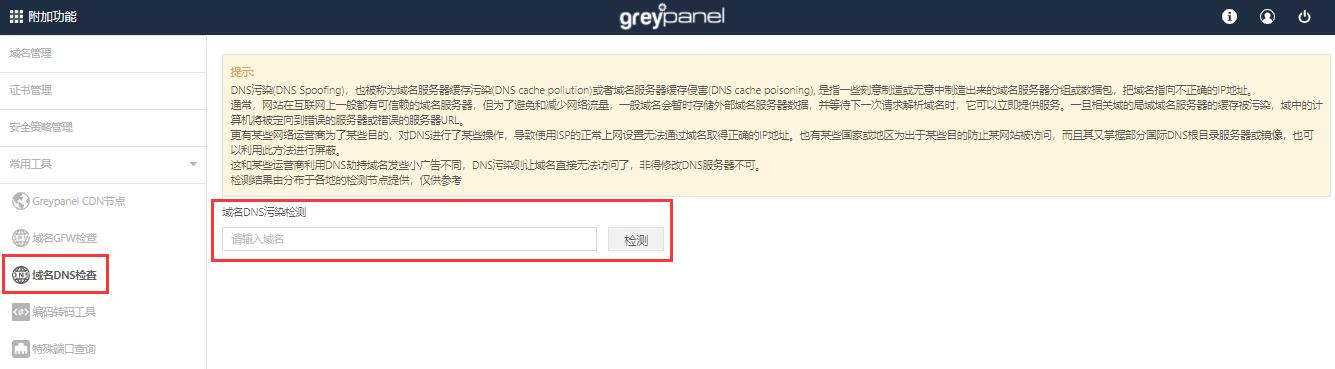 附加功能
greypanel
域名管理
证书管理
安全策略管理
常用工具
Greypanel CDN节点
域名GFW检查
域名DNS检查
编码转码工具
特殊端口查询
提示:
DNS污染(DNS Spoofing)，也被称为域名服务器缓存污染(DNS cache pollution)或者域名服务器缓存侵害(DNS cache poisoning), 是指一些刻意制造或无意中制造出来的域名服务器分组或数据包，把域名指向不正确的IP地址。
通常，网站在互联网上一般都有可信赖的域名服务器，但为了避免和减少网络流量，一般域名会暂时存储外部域名服务器数据，并等待下一次请求解析域名时，它可以立即提供服务。一旦相关域的局域域名服务器的缓存被污染，域中的计
算机将被定向到错误的服务器或错误的服务器URL。
更有某些网络运营商为了某些目的，对DNS进行了某些操作，导致使用ISP的正常上网设置无法通过域名取得正确的IP地址。也有某些国家或地区为出于某些目的防止某网站被访问，而且其又掌握部分国际DNS根目录服务器或镜像，也可
以利用此方法进行屏蔽。
这和某些运营商利用DNS劫持域名发些小广告不同，DNS污染则让域名直接无法访问了，非得修改DNS服务器不可。
检测结果由分布于各地的检测节点提供，仅供参考
域名DNS污染检测
请输入域名
检测